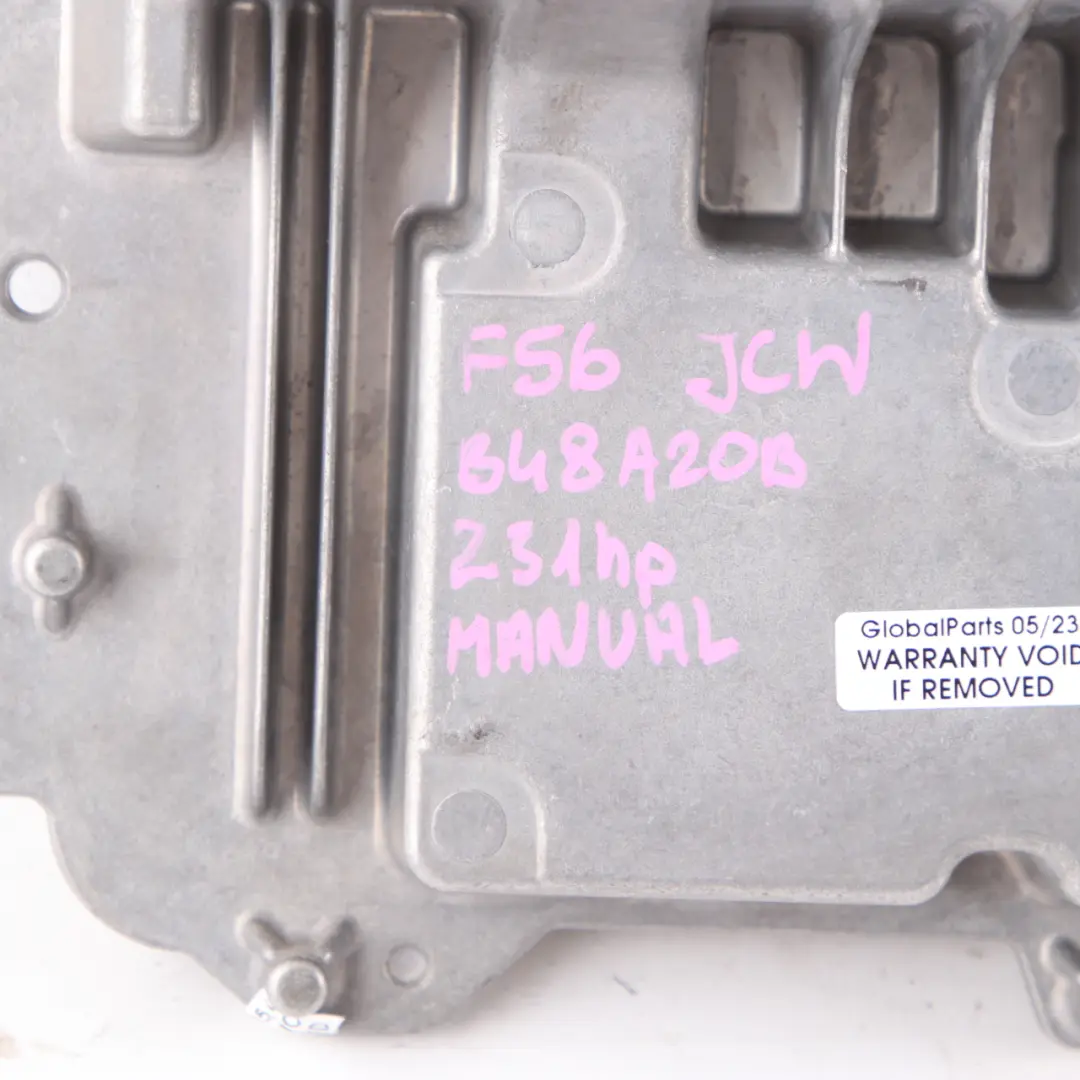 F56 JCW
B48A20B
231hp
MANUAL
GlobalParts 05/23
WARRANTY VOID
IF REMOVED